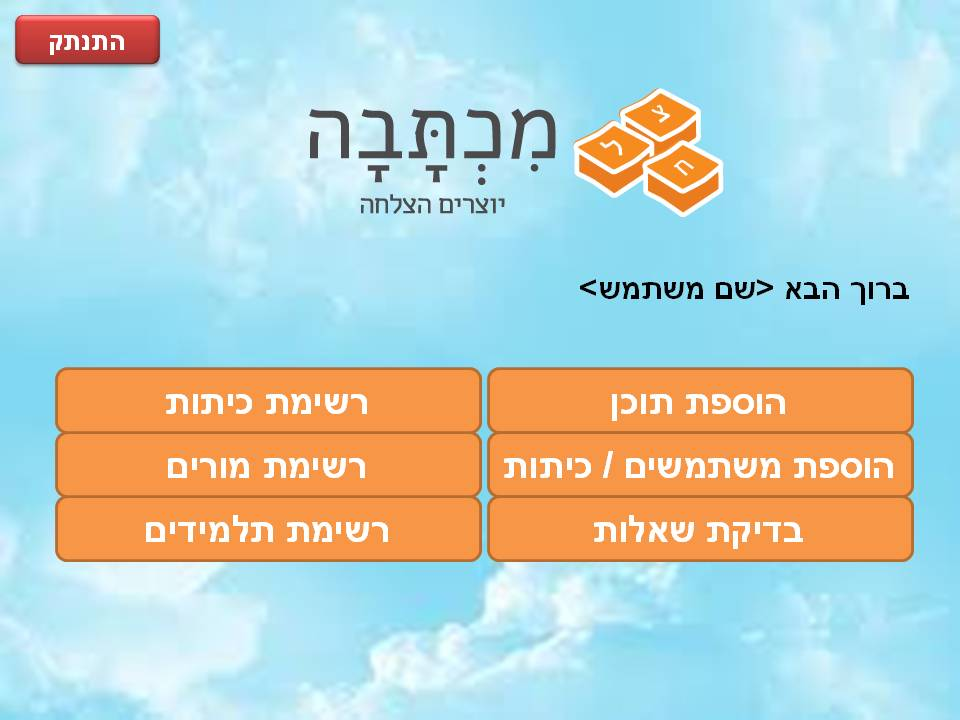 התנתק
מִכְתָּבָה
צ
ל
ח
יוצרים הצלחה
ברוך הבא <שם משתמש>
הוספת תוכן
רשימת כיתות
הוספת משתמשים / כיתות
רשימת מורים
בדיקת שאלות
רשימת תלמידים